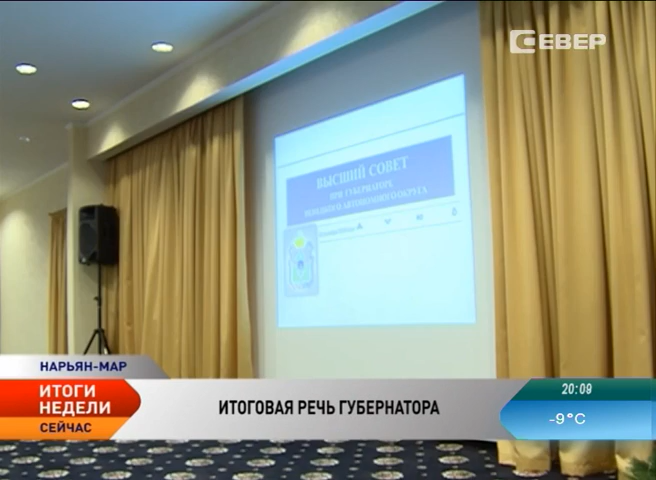 СЕВЕР
ВЫСШИЙ СОВЕТ
ПРИ ГУБЕРНАТОРЕ
НЕНЕЦКОГО АВТОНОМНОГО ОКРУГА
НАРЬЯН-МАР
ИТОГИ
НЕДЕЛИ
СЕЙЧАС
ИТОГОВАЯ РЕЧЬ ГУБЕРНАТОРА
20:09
-9°C